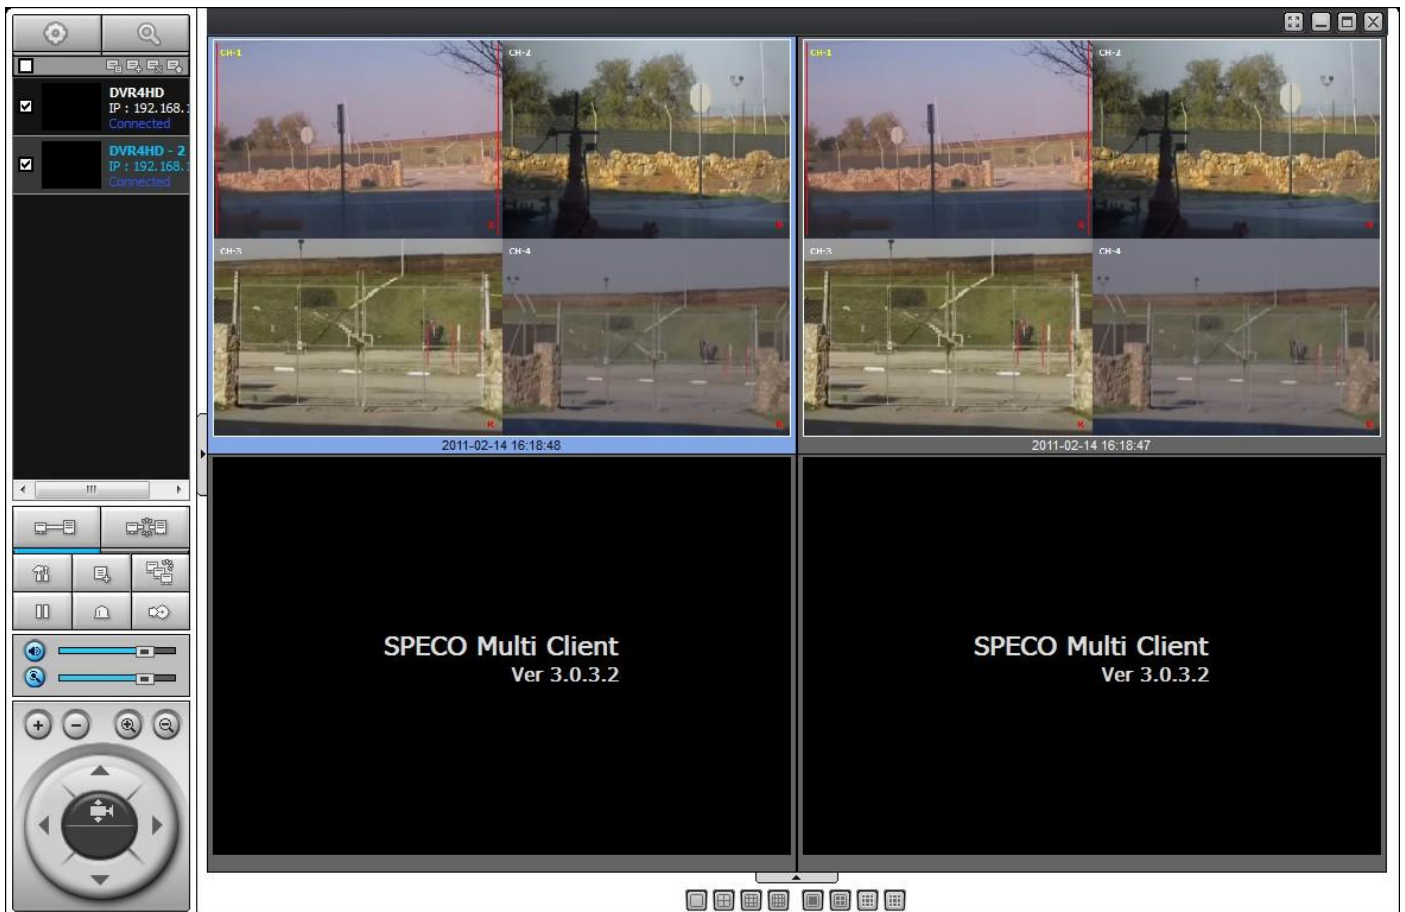 DVR4HD
IP : 192.168.
Connected
DVR4HD - 2
IP : 192.168.
Connected
CH-1
CH-2
R
R
CH-3
CH-4
R
R
2011-02-14 16:18:48
CH-1
CH-2
R
R
CH-3
CH-4
R
R
2011-02-14 16:18:47
SPECO Multi Client
Ver 3.0.3.2
SPECO Multi Client
Ver 3.0.3.2